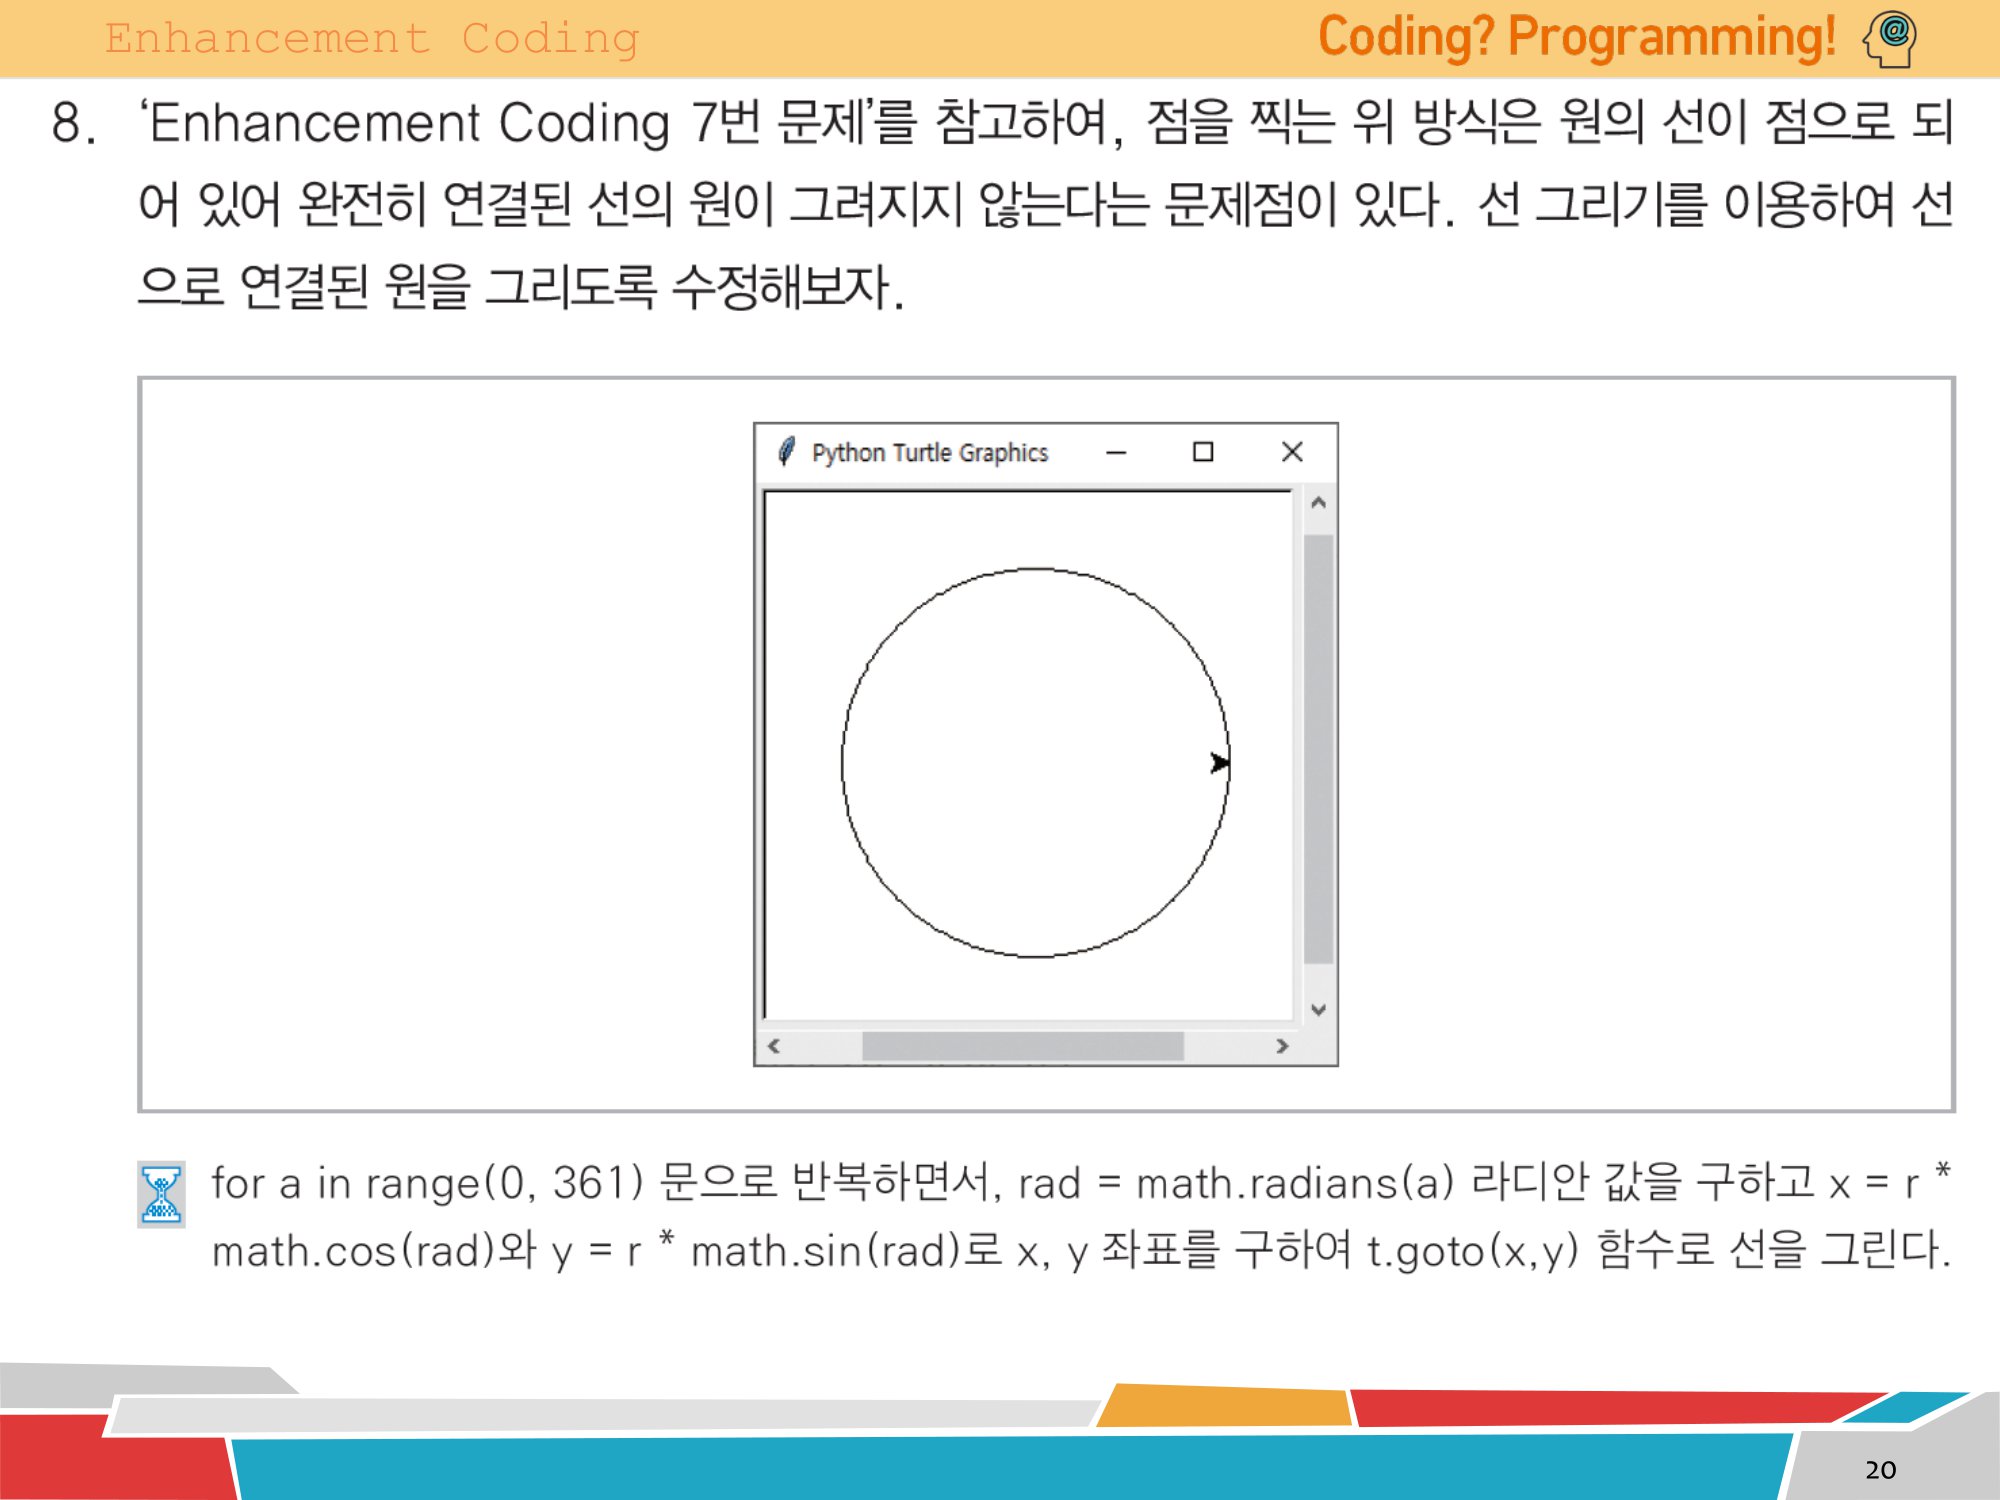 Enhancement Coding
Coding? Programming!
8. ‘Enhancement Coding 7번 문제’를 참고하여, 점을 찍는 위 방식은 원의 선이 점으로 되
어 있어 완전히 연결된 선의 원이 그려지지 않는다는 문제점이 있다. 선 그리기를 이용하여 선
으로 연결된 원을 그리도록 수정해보자.
Python Turtle Graphics
for a in range(0, 361) 문으로 반복하면서, rad = math.radians(a) 라디안 값을 구하고 x = r *
math.cos(rad)와 y = r * math.sin(rad)로 x, y 좌표를 구하여 t.goto(x,y) 함수로 선을 그린다.
20